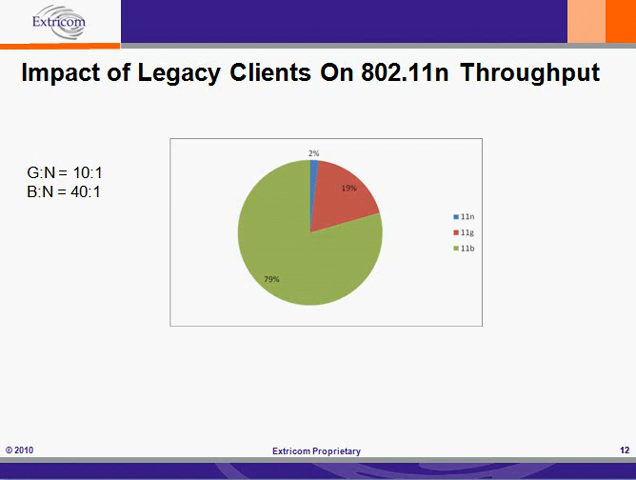 Extricom
Impact of Legacy Clients On 802.11n Throughput
G:N = 10:1
B:N = 40:1
2%
19%
79%
11n
11g
11b
© 2010
Extricom Proprietary
12